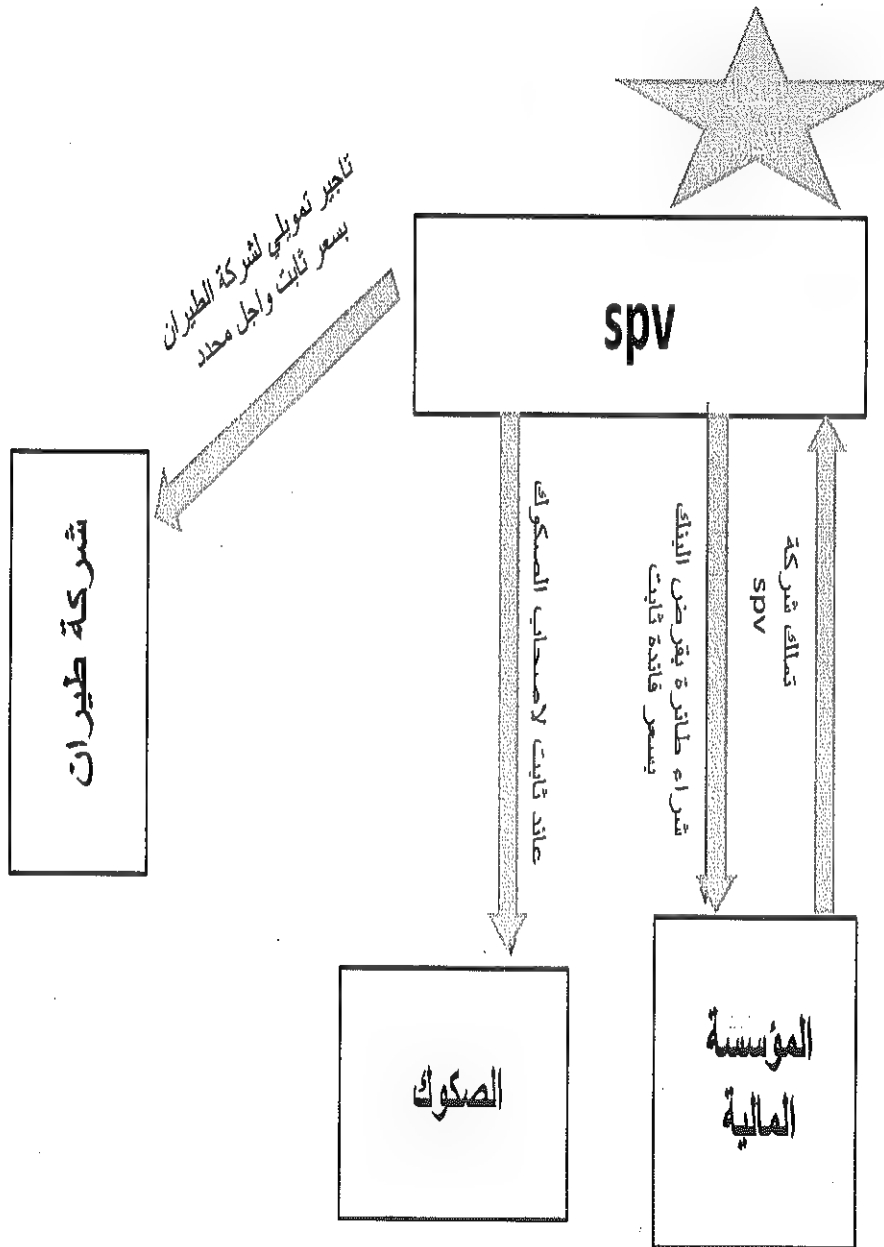 spv
تأجير تمويلي لشركة الطيران
بسعر ثابت واجل محدد
شركة طيران
عائد ثابت لاصحاب الصكوك
شراء طائرة بقرض البنك
بسعر فائدة ثابت
تملك شركة
spv
الصكوك
المؤسسة
المالية